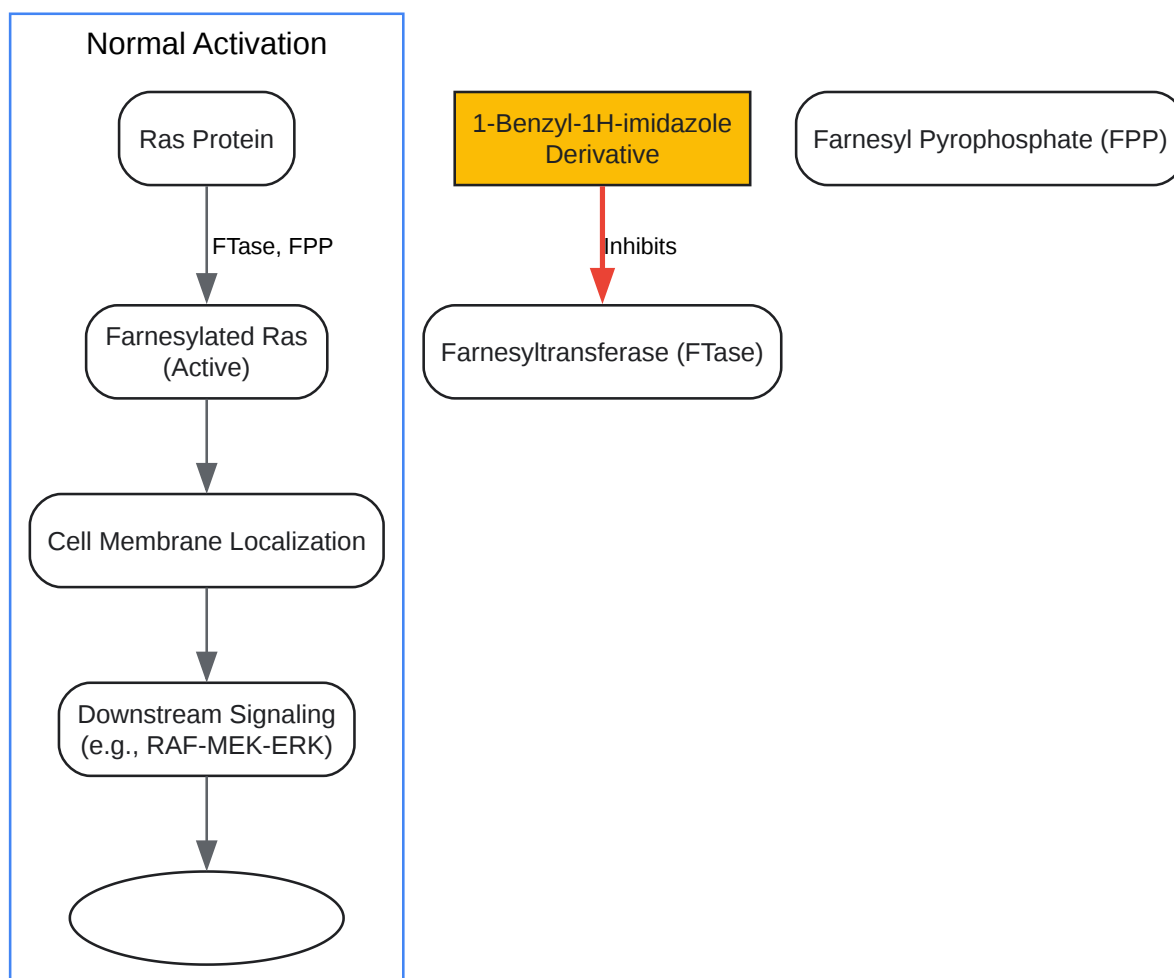 Normal Activation
Ras Protein
FTase, FPP
Farnesylated Ras
(Active)
Cell Membrane Localization
Downstream Signaling
(e.g., RAF-MEK-ERK)
1-Benzyl-1H-imidazole
Derivative
Inhibits
Farnesyltransferase (FTase)
Farnesyl Pyrophosphate (FPP)